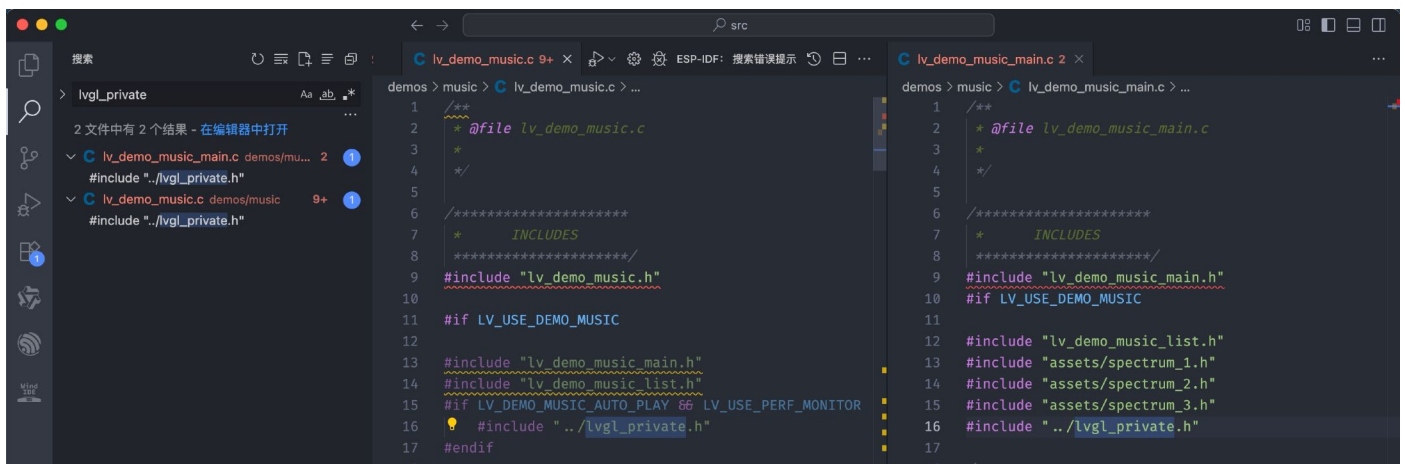 src
搜索
lvgl_private
Aa ab .*
2 文件中有 2 个结果 - 在编辑器中打开
lv_demo_music_main.c demos/mu... 2 1
#include "../lvgl_private.h"
lv_demo_music.c demos/music 9+ 1
#include "../lvgl_private.h"
1
Wind
IDE
C lv_demo_music.c 9+
ESP-IDF: 搜索错误提示
demos > music > C lv_demo_music.c > ...
1 /**
2 * @file lv_demo_music.c
3 *
4 */
5
6 /*********************
7 * INCLUDES
8 *********************/
9 #include "lv_demo_music.h"
10
11 #if LV_USE_DEMO_MUSIC
12
13 #include "lv_demo_music_main.h"
14 #include "lv_demo_music_list.h"
15 #if LV_DEMO_MUSIC_AUTO_PLAY && LV_USE_PERF_MONITOR
16 #include "../lvgl_private.h"
17 #endif
C lv_demo_music_main.c 2
demos > music > C lv_demo_music_main.c > ...
1 /**
2 * @file lv_demo_music_main.c
3 *
4 */
5
6 /*********************
7 * INCLUDES
8 *********************/
9 #include "lv_demo_music_main.h"
10 #if LV_USE_DEMO_MUSIC
11
12 #include "lv_demo_music_list.h"
13 #include "assets/spectrum_1.h"
14 #include "assets/spectrum_2.h"
15 #include "assets/spectrum_3.h"
16 #include "../lvgl_private.h"
17